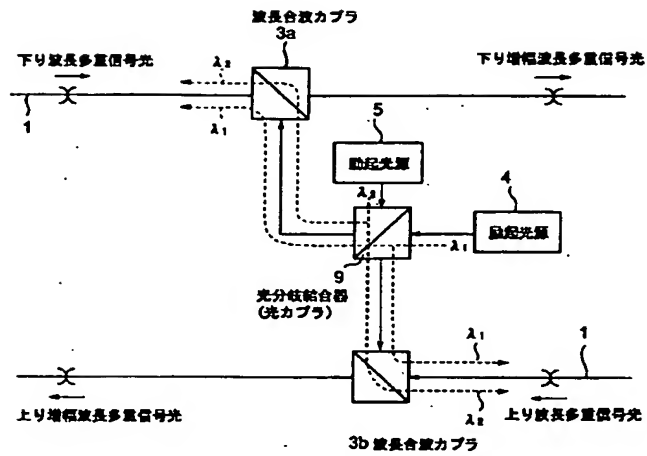 波長合波カプラ
3a
下り波長多重信号光
λ2
下り増幅波長多重信号光
1
λ1
5
励起光源
4
λ2
励起光源
λ1
9
光分岐結合器
(光カプラ)
λ1
1
λ2
上り増幅波長多重信号光
上り波長多重信号光
3b 波長合波カプラ